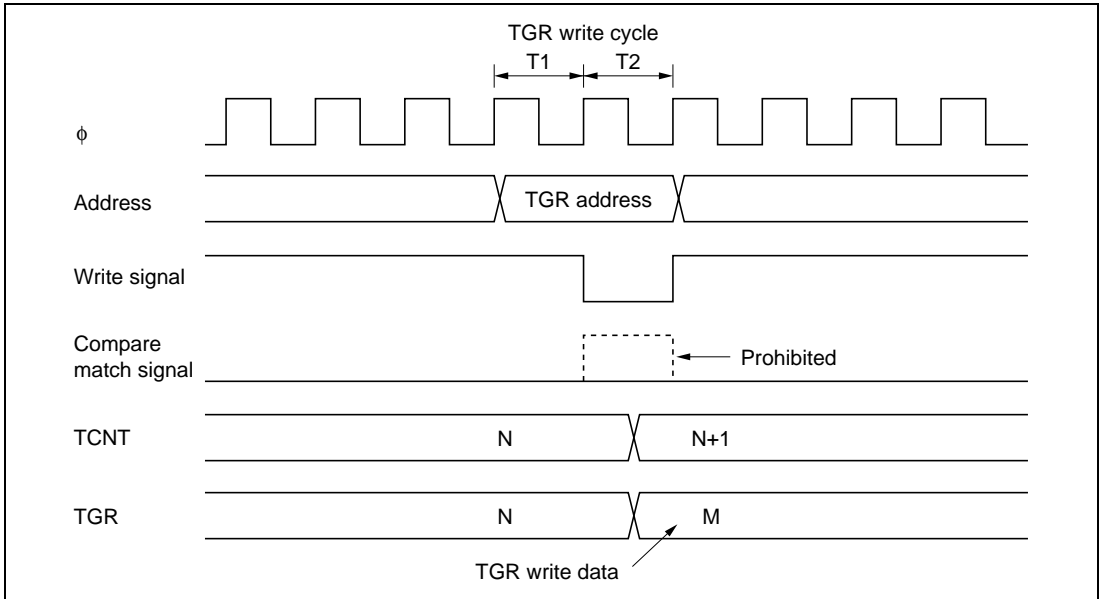 TGR write cycle
T1 T2
ϕ
Address TGR address
Write signal
Compare
match signal
Prohibited
TCNT N N+1
TGR N M
TGR write data